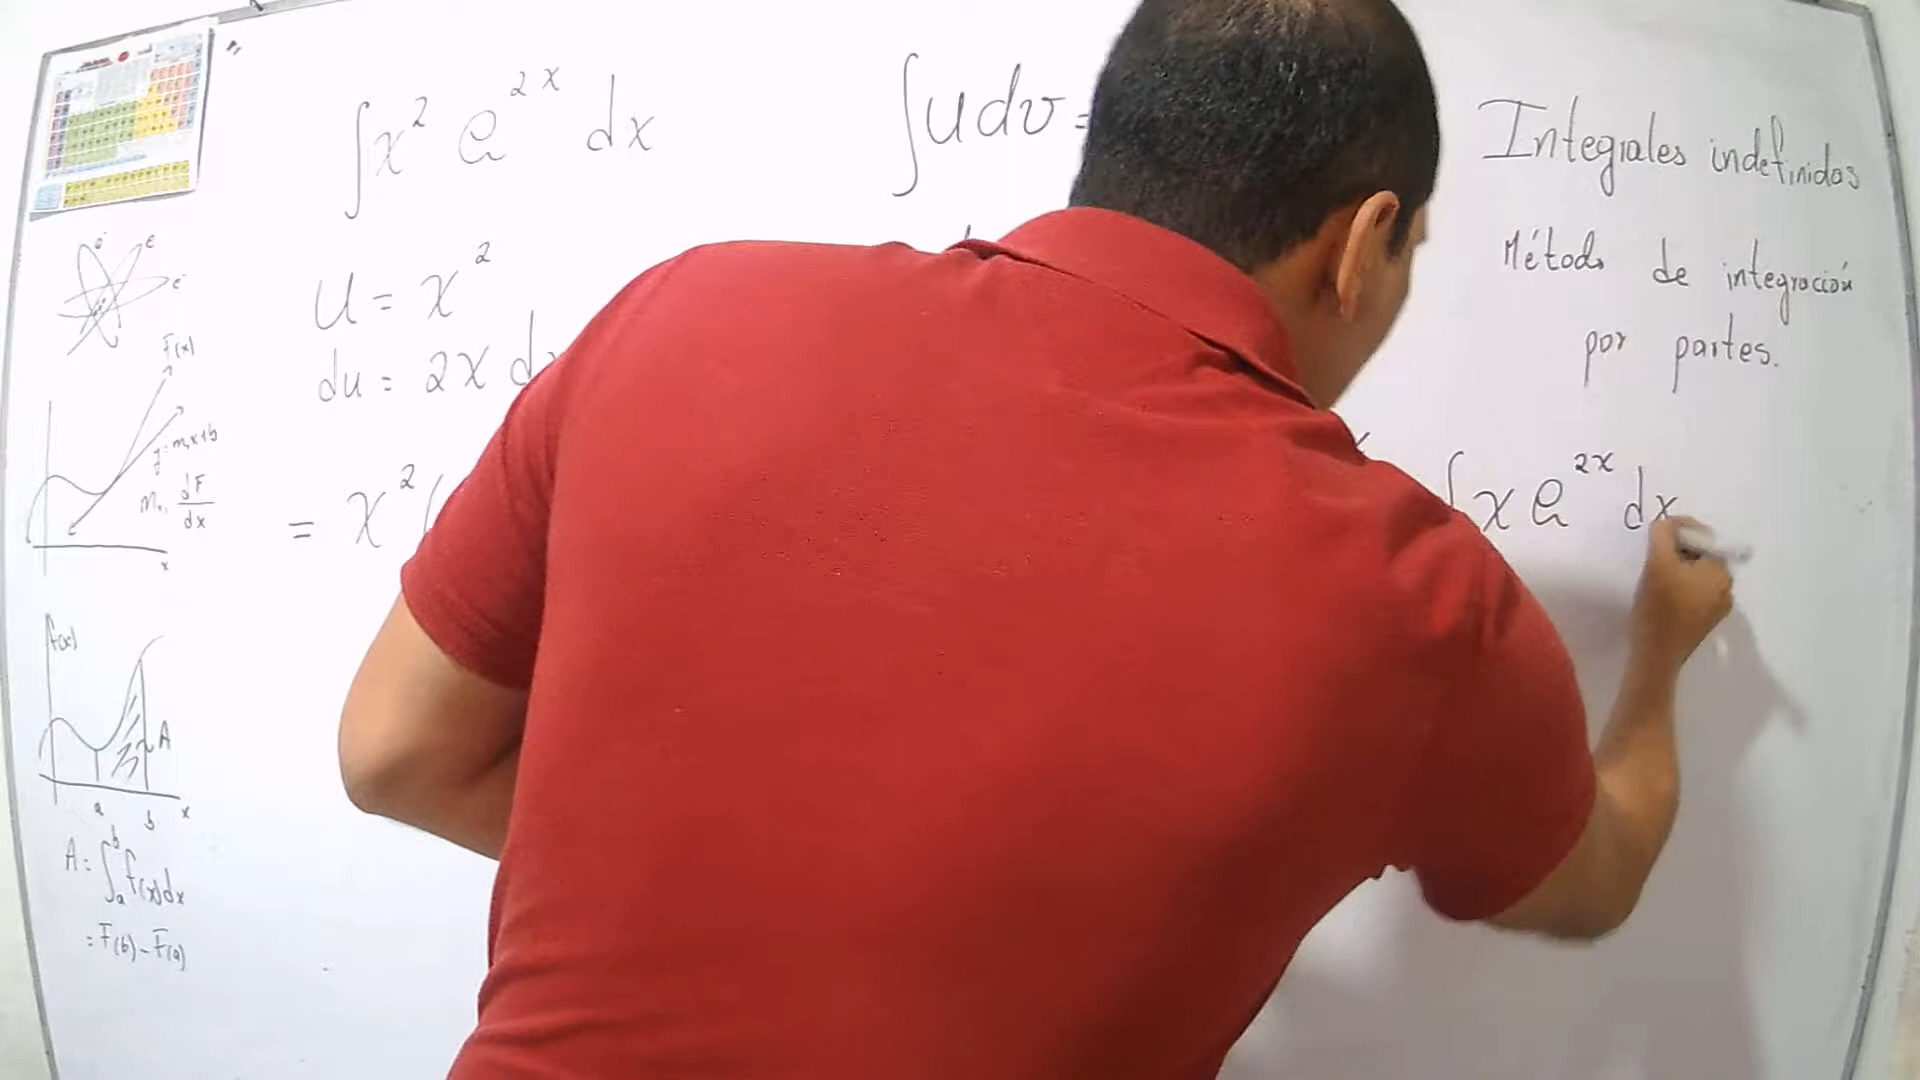 ∫x² e^2x dx
∫u dv =
Integrales indefinidas
Método de integración
por partes.
u = x²
du = 2x dx
= x² (
∫ x e^2x dx
e⁻
e⁻
F(x)
y=mx+b
m = dF/dx
x
f(x)
A
a b x
A = ∫ₐᵇ f(x)dx
= F(b) - F(a)